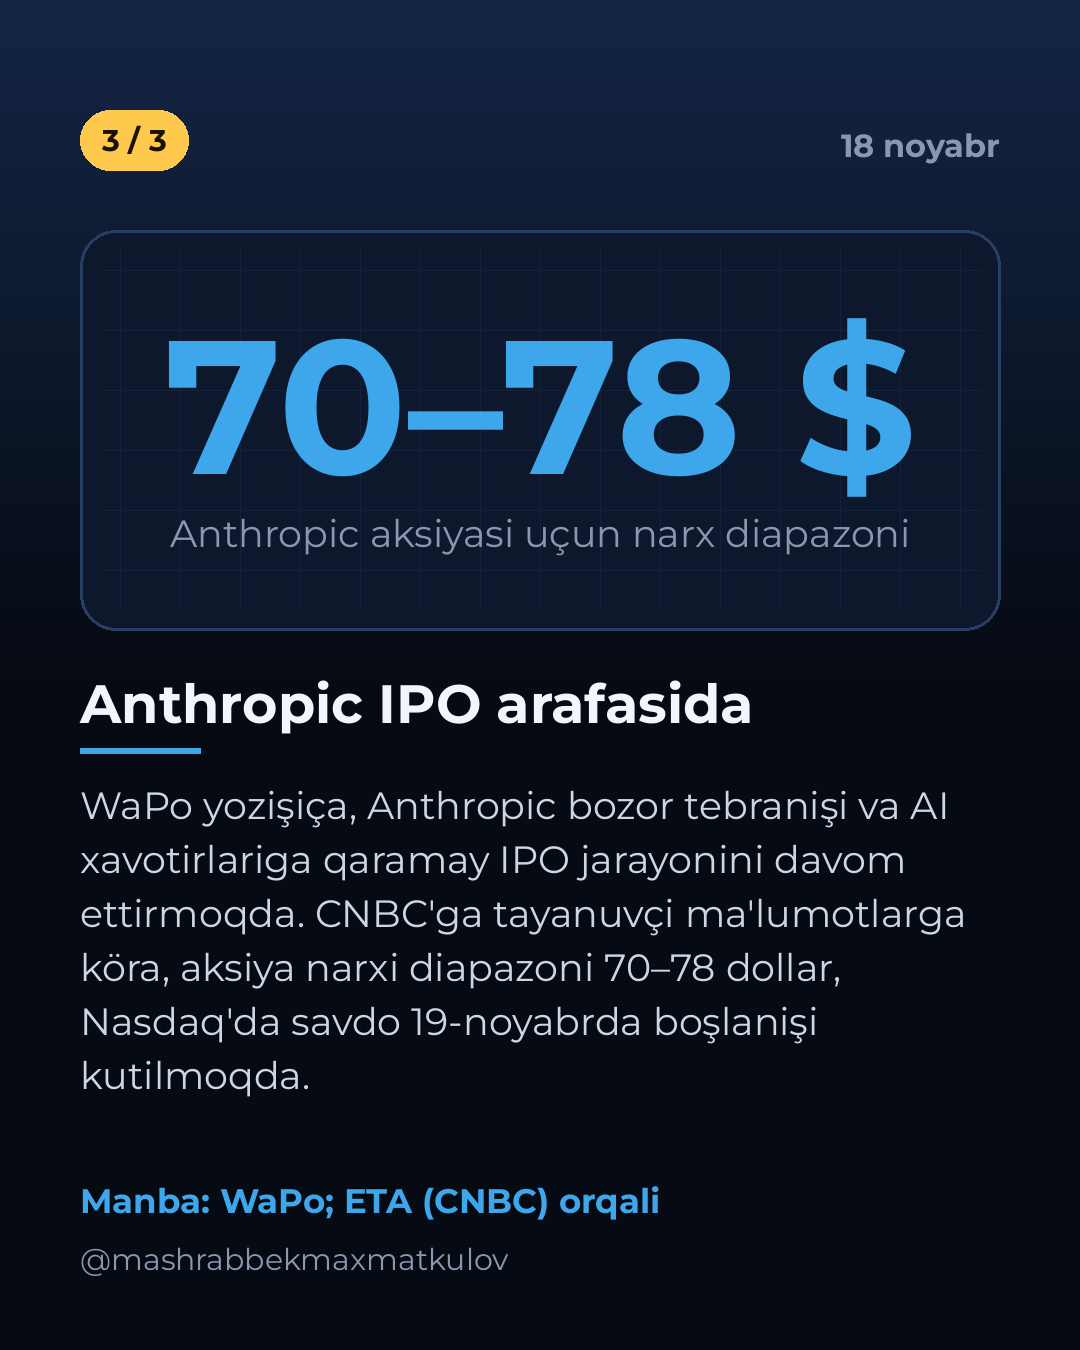 3 / 3
18 noyabr
70–78 $
Anthropic aksiyasi uçun narx diapazoni
Anthropic IPO arafasida
WaPo yozişiça, Anthropic bozor tebranişi va AI
xavotirlariga qaramay IPO jarayonini davom
ettirmoqda. CNBC'ga tayanuvçi ma'lumotlarga
köra, aksiya narxi diapazoni 70–78 dollar,
Nasdaq'da savdo 19-noyabrda boşlanişi
kutilmoqda.
Manba: WaPo; ETA (CNBC) orqali
@mashrabbekmaxmatkulov